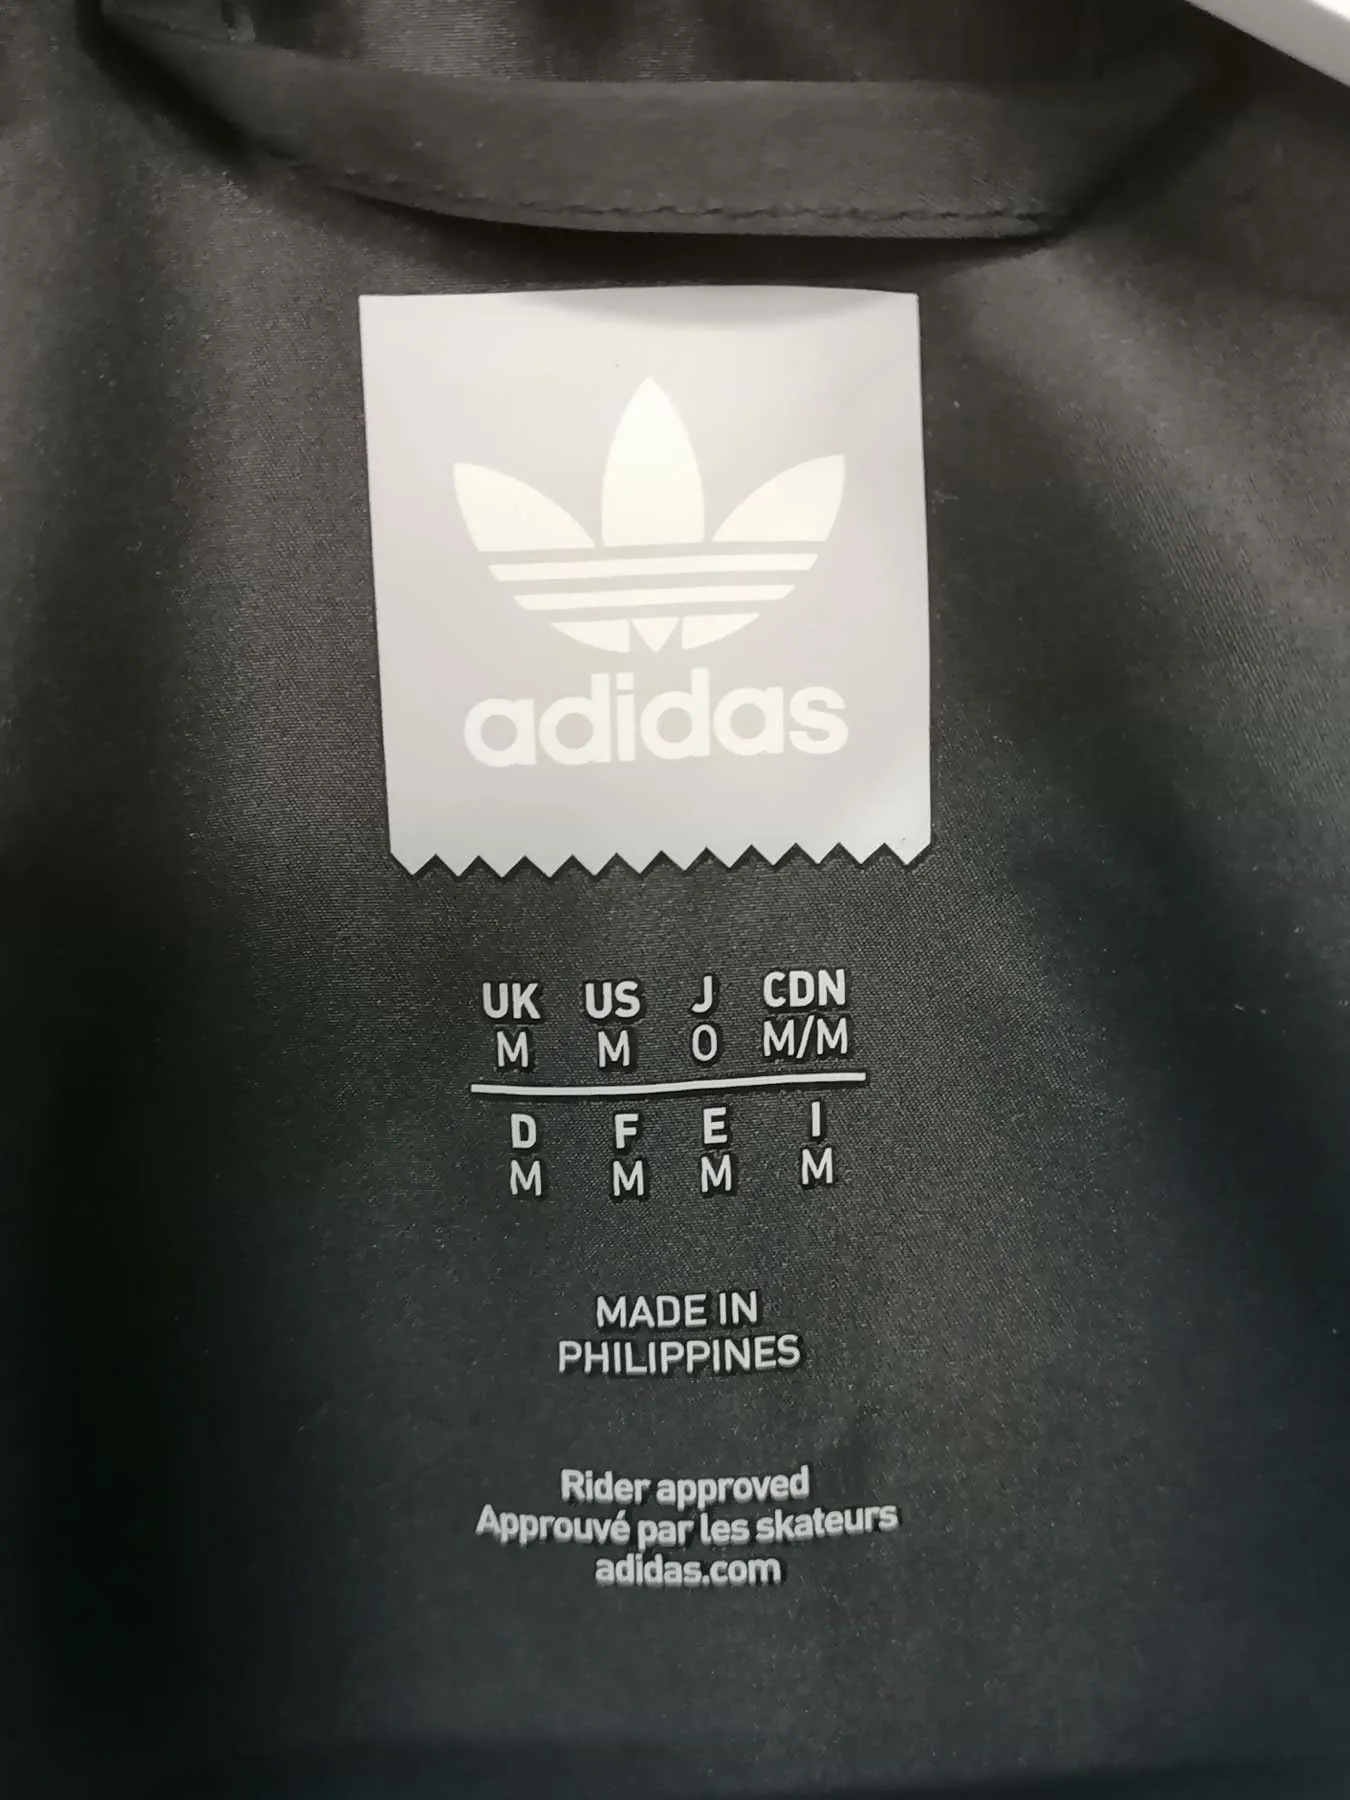 adidas
UK US J CDN
M M O M/M
D F E I
M M M M
MADE IN
PHILIPPINES
Rider approved
Approuvé par les skateurs
adidas.com